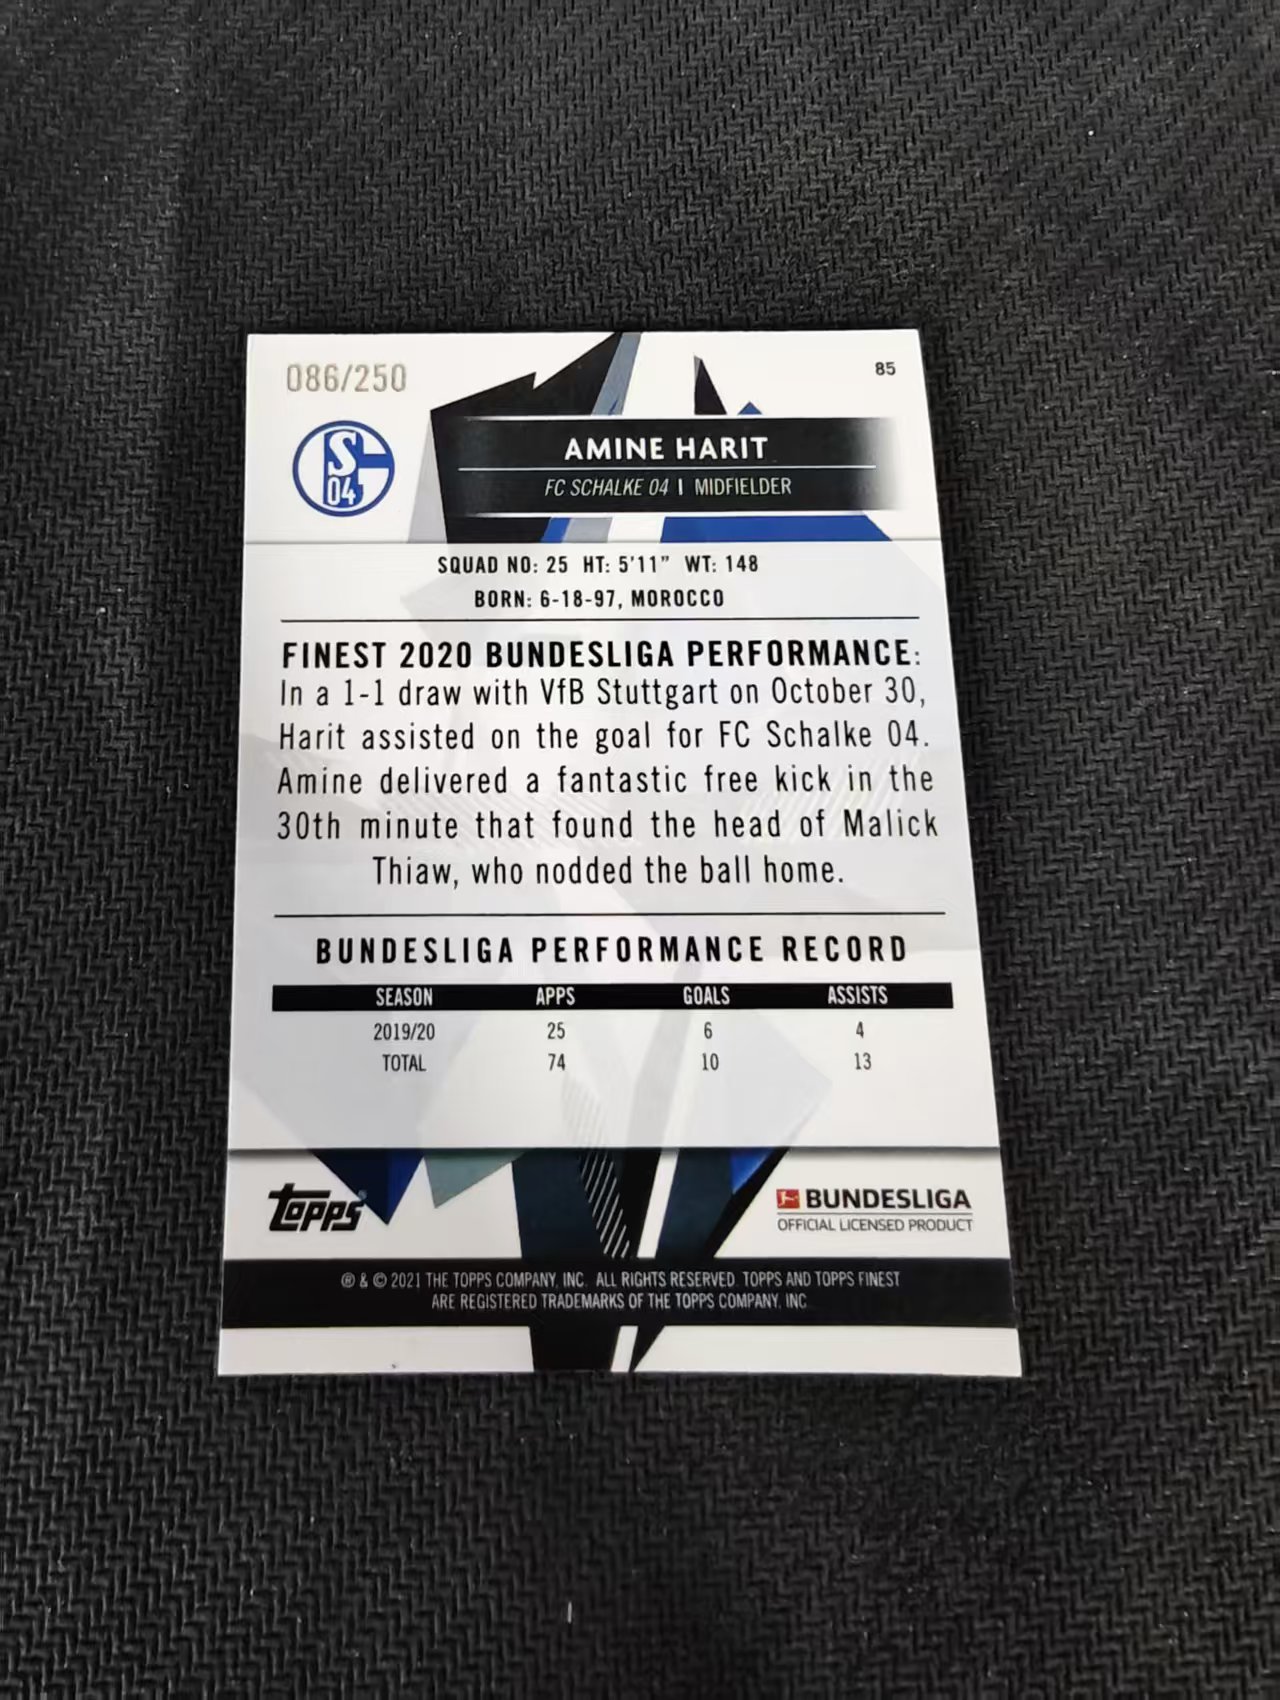 086/250
85
S
04
AMINE HARIT
FC SCHALKE 04 | MIDFIELDER
SQUAD NO: 25 HT: 5'11" WT: 148
BORN: 6-18-97, MOROCCO
FINEST 2020 BUNDESLIGA PERFORMANCE:
In a 1-1 draw with VfB Stuttgart on October 30,
Harit assisted on the goal for FC Schalke 04.
Amine delivered a fantastic free kick in the
30th minute that found the head of Malick
Thiaw, who nodded the ball home.
BUNDESLIGA PERFORMANCE RECORD
SEASON APPS GOALS ASSISTS
2019/20 25 6 4
TOTAL 74 10 13
topps®
BUNDESLIGA
OFFICIAL LICENSED PRODUCT
® & © 2021 THE TOPPS COMPANY, INC. ALL RIGHTS RESERVED. TOPPS AND TOPPS FINEST
ARE REGISTERED TRADEMARKS OF THE TOPPS COMPANY, INC.